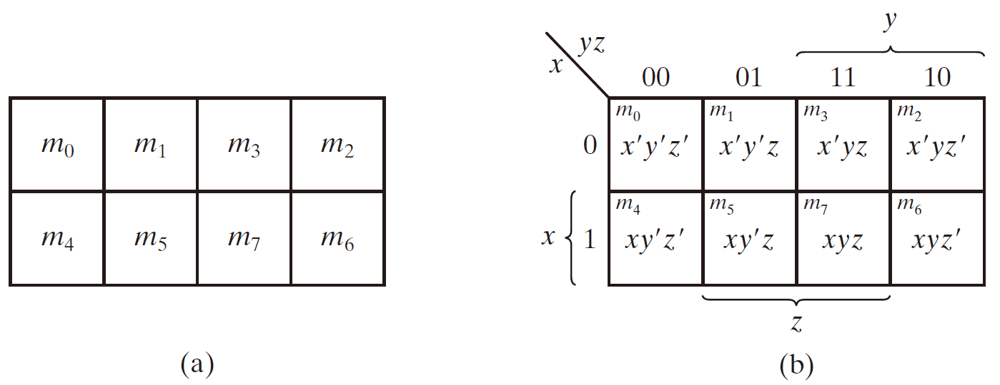 m₀ m₁ m₃ m₂
m₄ m₅ m₇ m₆
(a)
y
yz
x
00 01 11 10
m₀ m₁ m₃ m₂
0 x′y′z′ x′y′z x′yz x′yz′
m₄ m₅ m₇ m₆
x 1 xy′z′ xy′z xyz xyz′
z
(b)